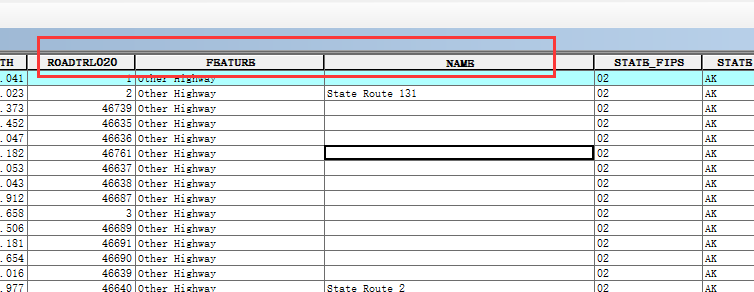 TH ROADTRL020 FEATURE NAME STATE_FIPS STATE
.041 1 Other Highway 02 AK
.023 2 Other Highway State Route 131 02 AK
.373 46739 Other Highway 02 AK
.452 46635 Other Highway 02 AK
.047 46636 Other Highway 02 AK
.182 46761 Other Highway 02 AK
.053 46637 Other Highway 02 AK
.043 46638 Other Highway 02 AK
.912 46687 Other Highway 02 AK
.658 3 Other Highway 02 AK
.506 46689 Other Highway 02 AK
.181 46691 Other Highway 02 AK
.654 46690 Other Highway 02 AK
.016 46639 Other Highway 02 AK
.977 46640 Other Highway State Route 2 02 AK